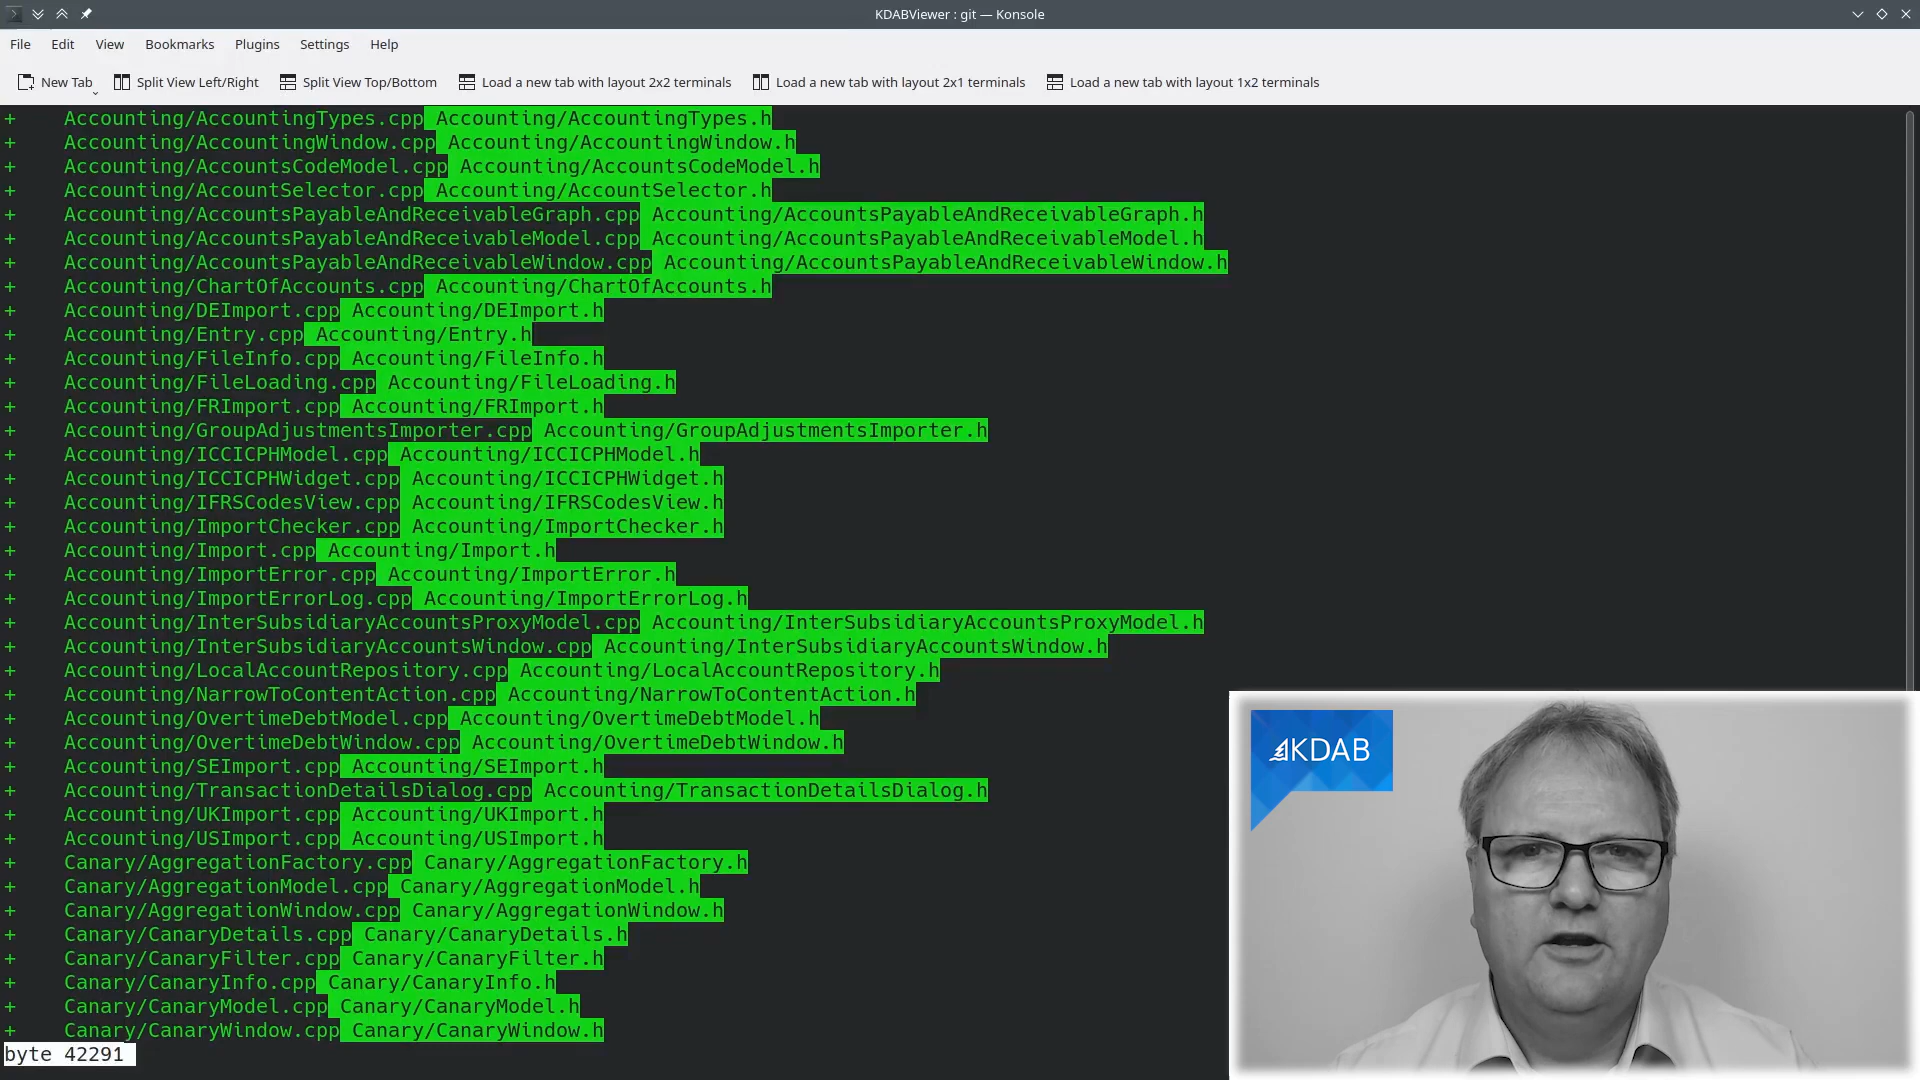 KDABViewer : git — Konsole
File Edit View Bookmarks Plugins Settings Help
New Tab Split View Left/Right Split View Top/Bottom Load a new tab with layout 2x2 terminals Load a new tab with layout 2x1 terminals Load a new tab with layout 1x2 terminals
+ Accounting/AccountingTypes.cpp Accounting/AccountingTypes.h
+ Accounting/AccountingWindow.cpp Accounting/AccountingWindow.h
+ Accounting/AccountsCodeModel.cpp Accounting/AccountsCodeModel.h
+ Accounting/AccountSelector.cpp Accounting/AccountSelector.h
+ Accounting/AccountsPayableAndReceivableGraph.cpp Accounting/AccountsPayableAndReceivableGraph.h
+ Accounting/AccountsPayableAndReceivableModel.cpp Accounting/AccountsPayableAndReceivableModel.h
+ Accounting/AccountsPayableAndReceivableWindow.cpp Accounting/AccountsPayableAndReceivableWindow.h
+ Accounting/ChartOfAccounts.cpp Accounting/ChartOfAccounts.h
+ Accounting/DEImport.cpp Accounting/DEImport.h
+ Accounting/Entry.cpp Accounting/Entry.h
+ Accounting/FileInfo.cpp Accounting/FileInfo.h
+ Accounting/FileLoading.cpp Accounting/FileLoading.h
+ Accounting/FRImport.cpp Accounting/FRImport.h
+ Accounting/GroupAdjustmentsImporter.cpp Accounting/GroupAdjustmentsImporter.h
+ Accounting/ICCICPHModel.cpp Accounting/ICCICPHModel.h
+ Accounting/ICCICPHWidget.cpp Accounting/ICCICPHWidget.h
+ Accounting/IFRSCodesView.cpp Accounting/IFRSCodesView.h
+ Accounting/ImportChecker.cpp Accounting/ImportChecker.h
+ Accounting/Import.cpp Accounting/Import.h
+ Accounting/ImportError.cpp Accounting/ImportError.h
+ Accounting/ImportErrorLog.cpp Accounting/ImportErrorLog.h
+ Accounting/InterSubsidiaryAccountsProxyModel.cpp Accounting/InterSubsidiaryAccountsProxyModel.h
+ Accounting/InterSubsidiaryAccountsWindow.cpp Accounting/InterSubsidiaryAccountsWindow.h
+ Accounting/LocalAccountRepository.cpp Accounting/LocalAccountRepository.h
+ Accounting/NarrowToContentAction.cpp Accounting/NarrowToContentAction.h
+ Accounting/OvertimeDebtModel.cpp Accounting/OvertimeDebtModel.h
+ Accounting/OvertimeDebtWindow.cpp Accounting/OvertimeDebtWindow.h
+ Accounting/SEImport.cpp Accounting/SEImport.h
+ Accounting/TransactionDetailsDialog.cpp Accounting/TransactionDetailsDialog.h
+ Accounting/UKImport.cpp Accounting/UKImport.h
+ Accounting/USImport.cpp Accounting/USImport.h
+ Canary/AggregationFactory.cpp Canary/AggregationFactory.h
+ Canary/AggregationModel.cpp Canary/AggregationModel.h
+ Canary/AggregationWindow.cpp Canary/AggregationWindow.h
+ Canary/CanaryDetails.cpp Canary/CanaryDetails.h
+ Canary/CanaryFilter.cpp Canary/CanaryFilter.h
+ Canary/CanaryInfo.cpp Canary/CanaryInfo.h
+ Canary/CanaryModel.cpp Canary/CanaryModel.h
+ Canary/CanaryWindow.cpp Canary/CanaryWindow.h
byte 42291
KDAB